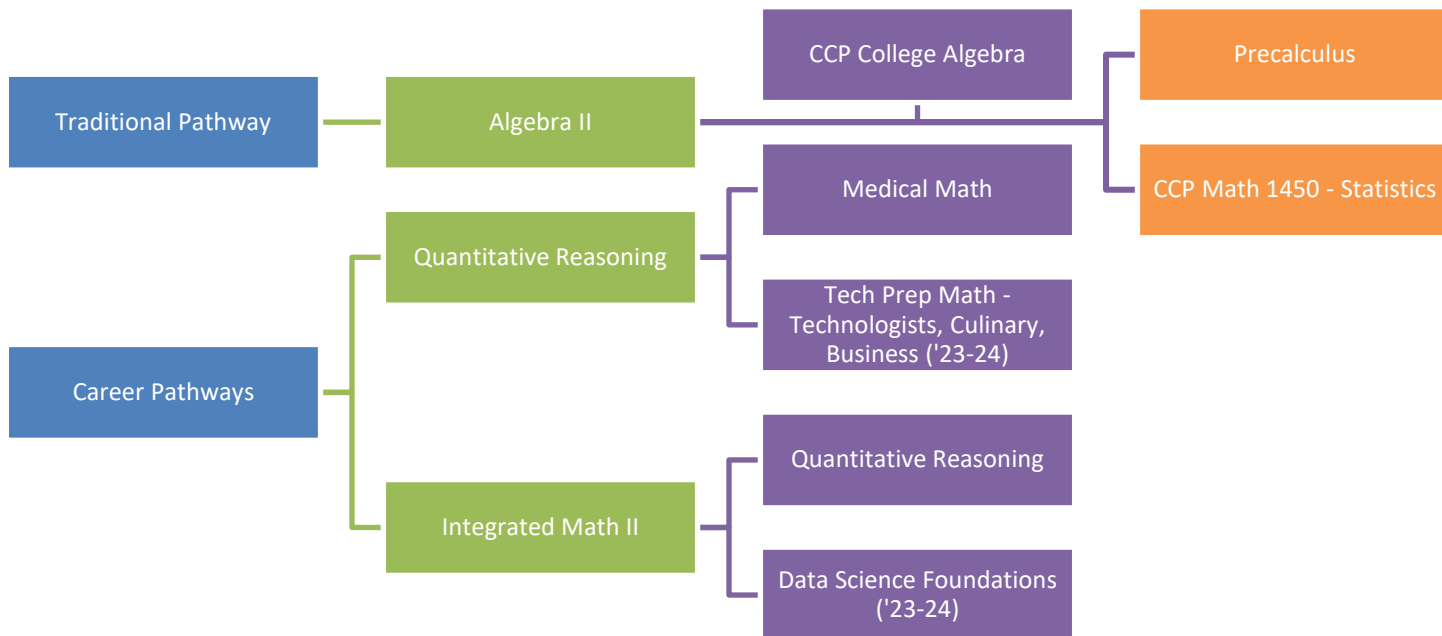 Traditional Pathway
Algebra II
CCP College Algebra
Precalculus
CCP Math 1450 - Statistics
Career Pathways
Quantitative Reasoning
Medical Math
Tech Prep Math -
Technologists, Culinary,
Business ('23-24)
Integrated Math II
Quantitative Reasoning
Data Science Foundations
('23-24)